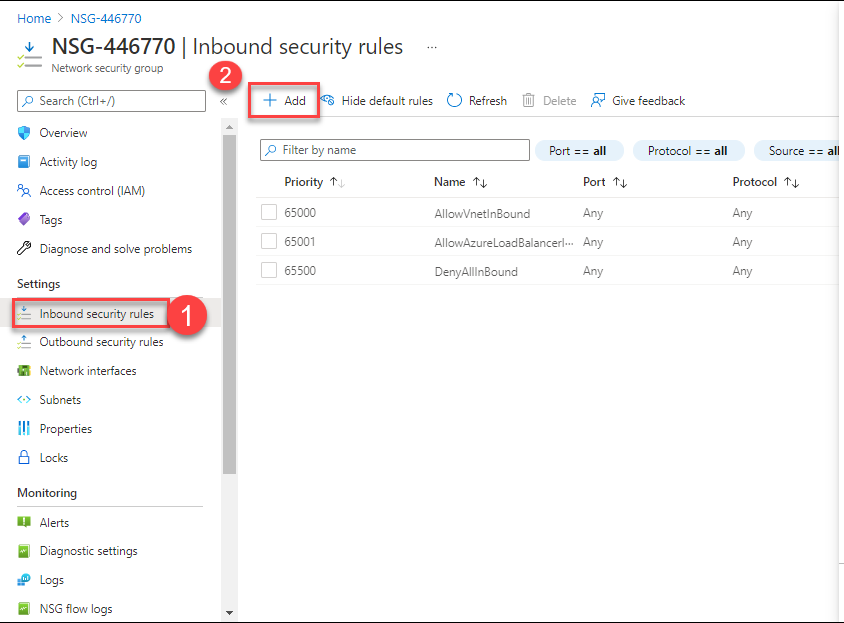 Home > NSG-446770
NSG-446770 | Inbound security rules ...
Network security group
2
Search (Ctrl+/) «
+ Add Hide default rules Refresh Delete Give feedback
Overview
Activity log
Access control (IAM)
Tags
Diagnose and solve problems
Settings
Inbound security rules 1
Outbound security rules
Network interfaces
Subnets
Properties
Locks
Monitoring
Alerts
Diagnostic settings
Logs
NSG flow logs
Filter by name Port == all Protocol == all Source == all
Priority ↑↓ Name ↑↓ Port ↑↓ Protocol ↑↓
65000 AllowVnetInBound Any Any
65001 AllowAzureLoadBalancerI... Any Any
65500 DenyAllInBound Any Any